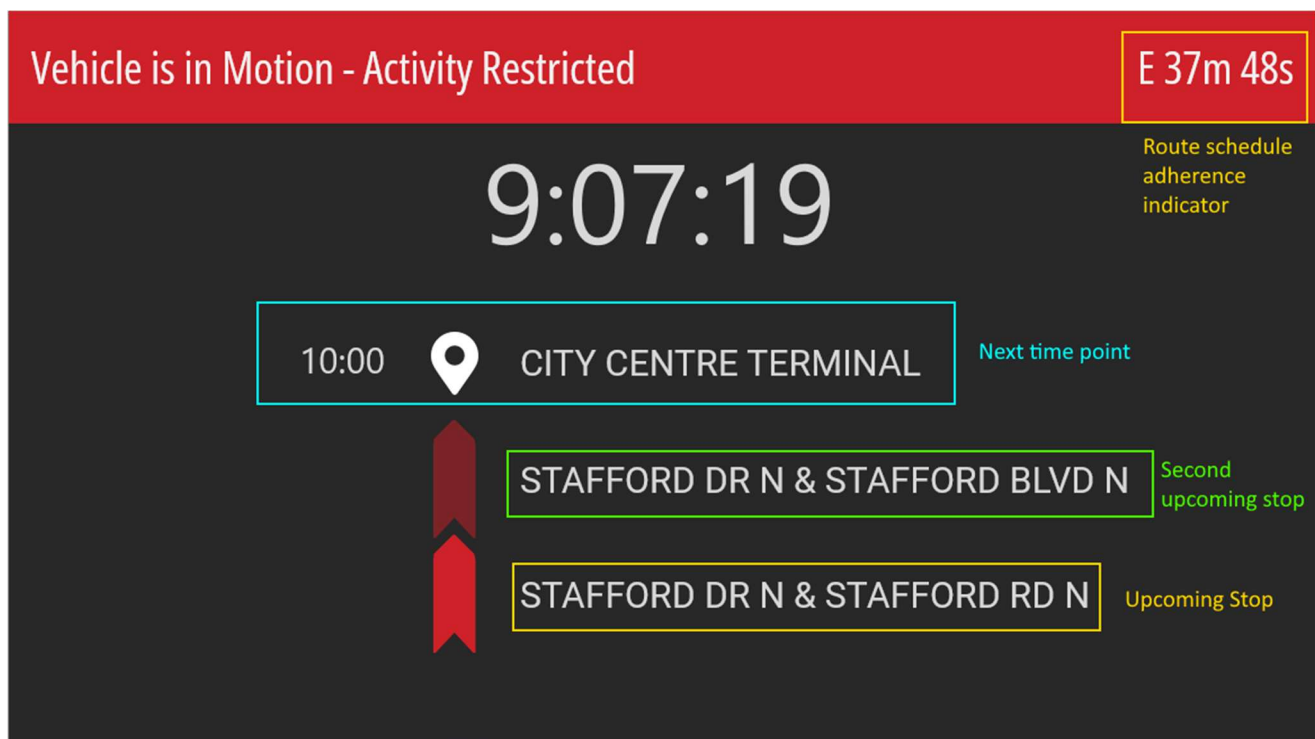 Vehicle is in Motion - Activity Restricted
E 37m 48s
Route schedule
adherence
indicator
9:07:19
10:00 CITY CENTRE TERMINAL
Next time point
STAFFORD DR N & STAFFORD BLVD N
Second
upcoming stop
STAFFORD DR N & STAFFORD RD N
Upcoming Stop